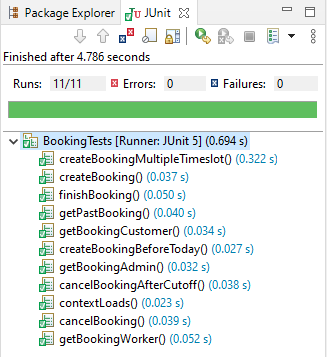 Package Explorer JUnit
Finished after 4.786 seconds
Runs: 11/11 Errors: 0 Failures: 0
BookingTests [Runner: JUnit 5] (0.694 s)
createBookingMultipleTimeslot() (0.322 s)
createBooking() (0.037 s)
finishBooking() (0.050 s)
getPastBooking() (0.040 s)
getBookingCustomer() (0.034 s)
createBookingBeforeToday() (0.027 s)
getBookingAdmin() (0.032 s)
cancelBookingAfterCutoff() (0.038 s)
contextLoads() (0.023 s)
cancelBooking() (0.039 s)
getBookingWorker() (0.052 s)